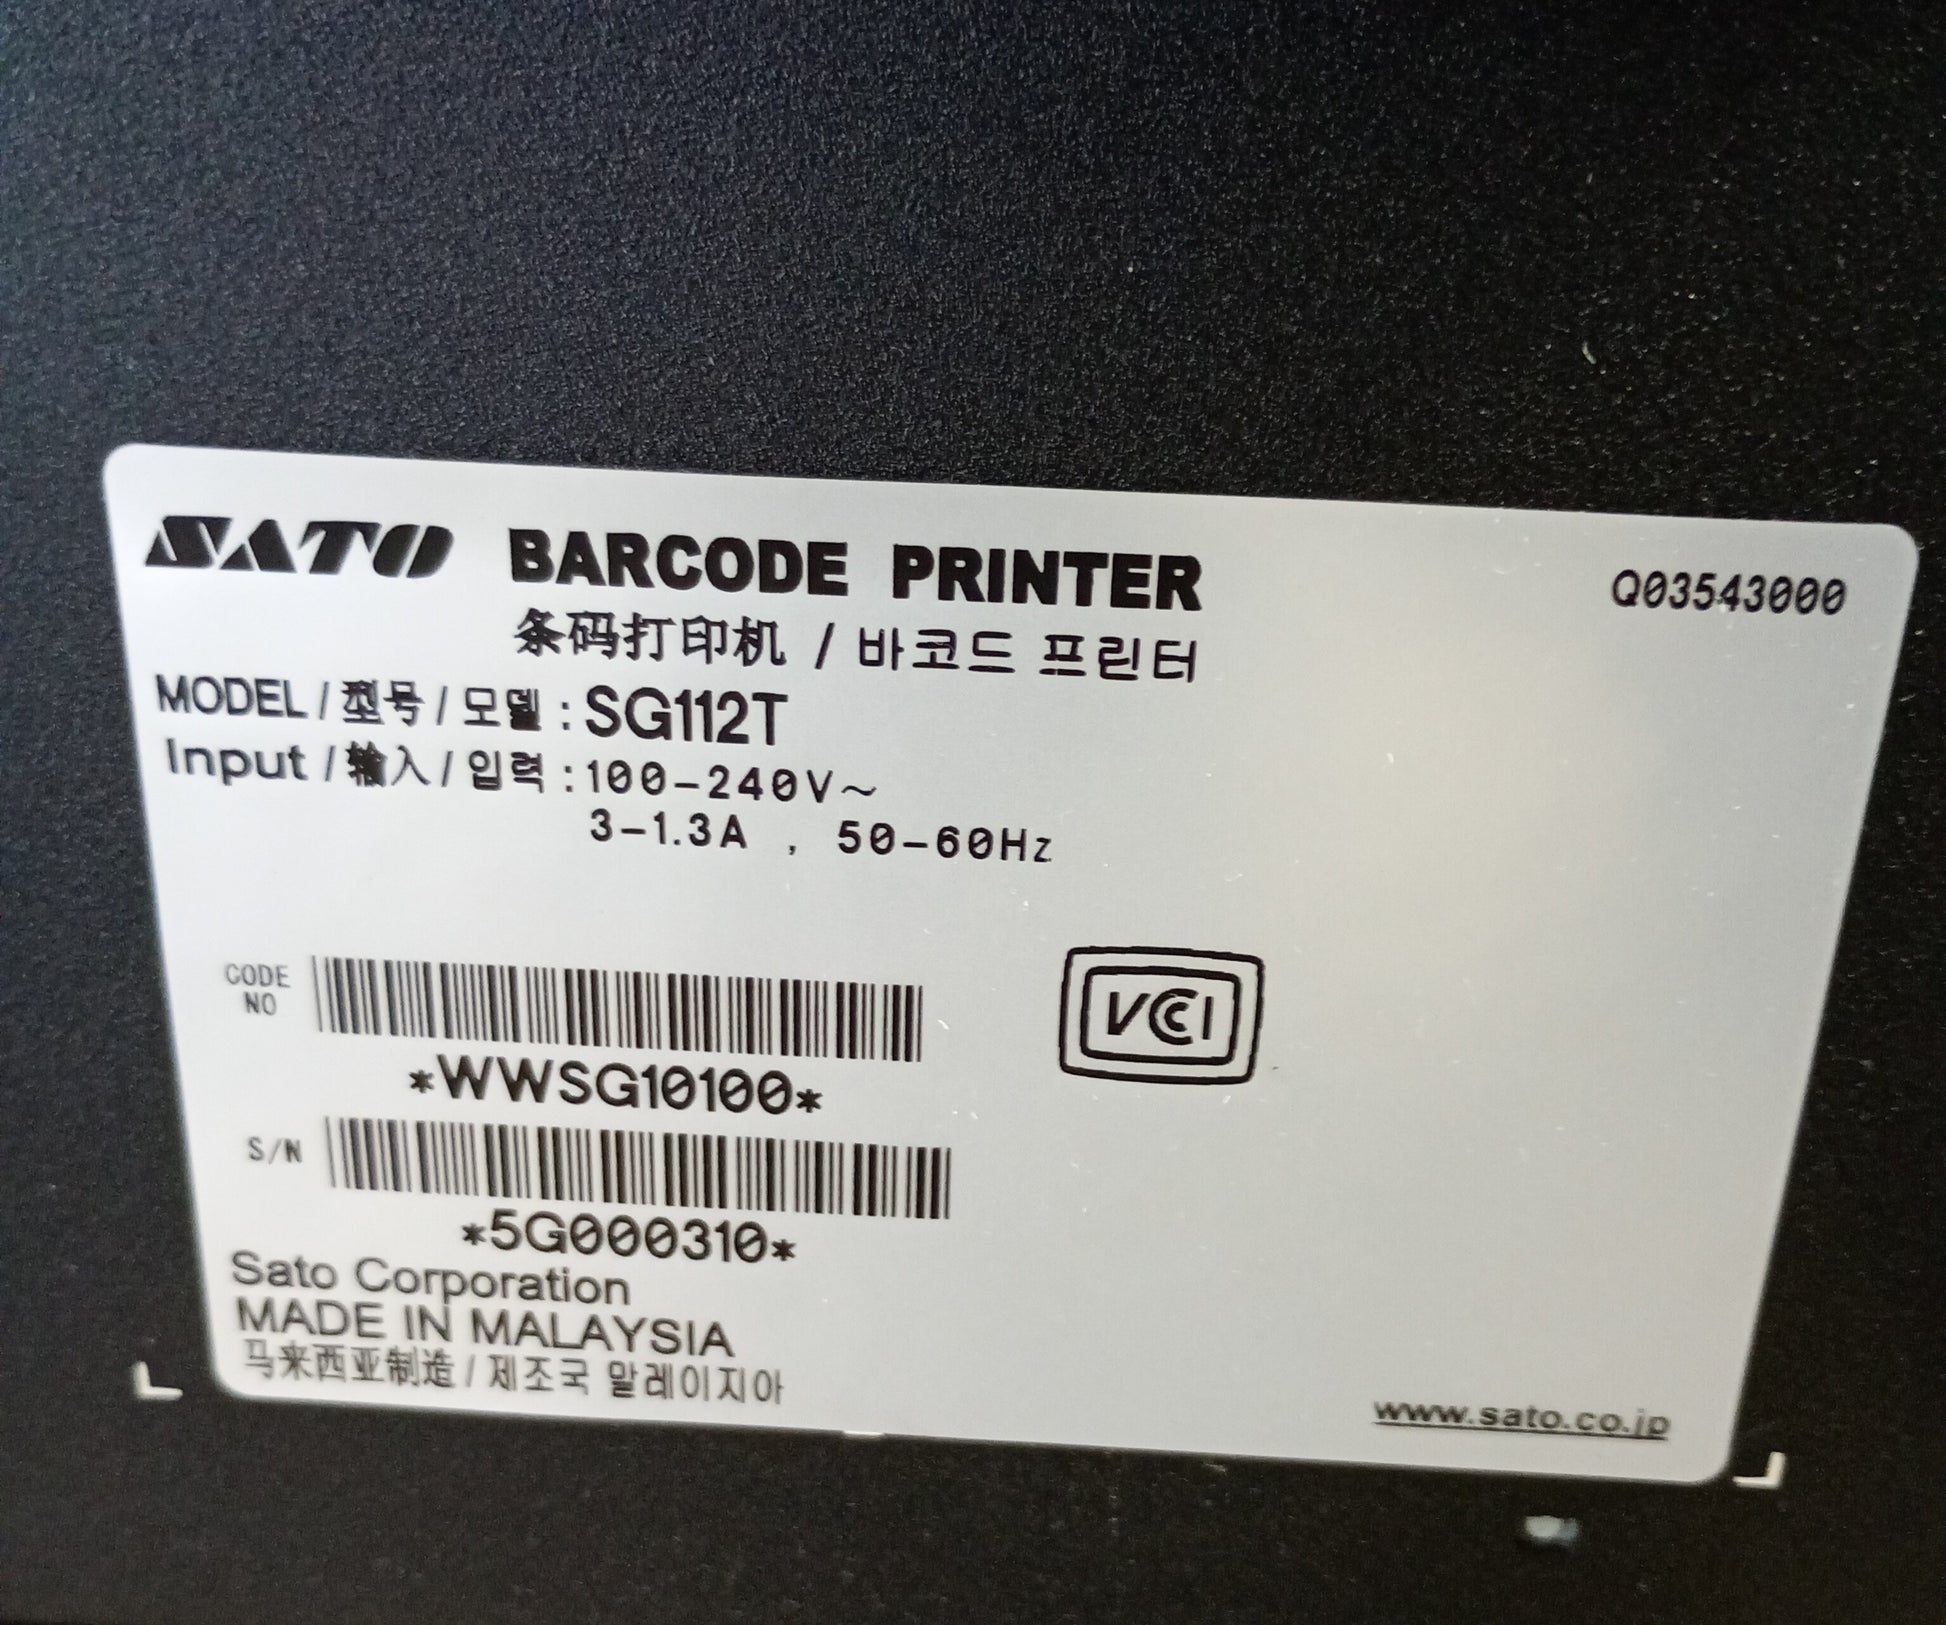 SATO BARCODE PRINTER
Q03543000
条码打印机 / 바코드 프린터
MODEL / 型号 / 모델 : SG112T
Input / 输入 / 입력 : 100-240V~
3-1.3A , 50-60Hz
CODE NO
*WWSG10100*
VCCI
S/N
*5G000310*
Sato Corporation
MADE IN MALAYSIA
马来西亚制造 / 제조국 말레이지아
www.sato.co.jp